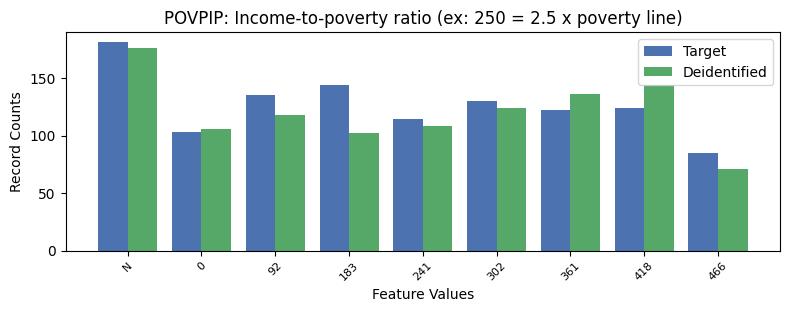 POVPIP: Income-to-poverty ratio (ex: 250 = 2.5 x poverty line)
Target
Deidentified
Record Counts
150
100
50
0
N
0
92
183
241
302
361
418
466
Feature Values